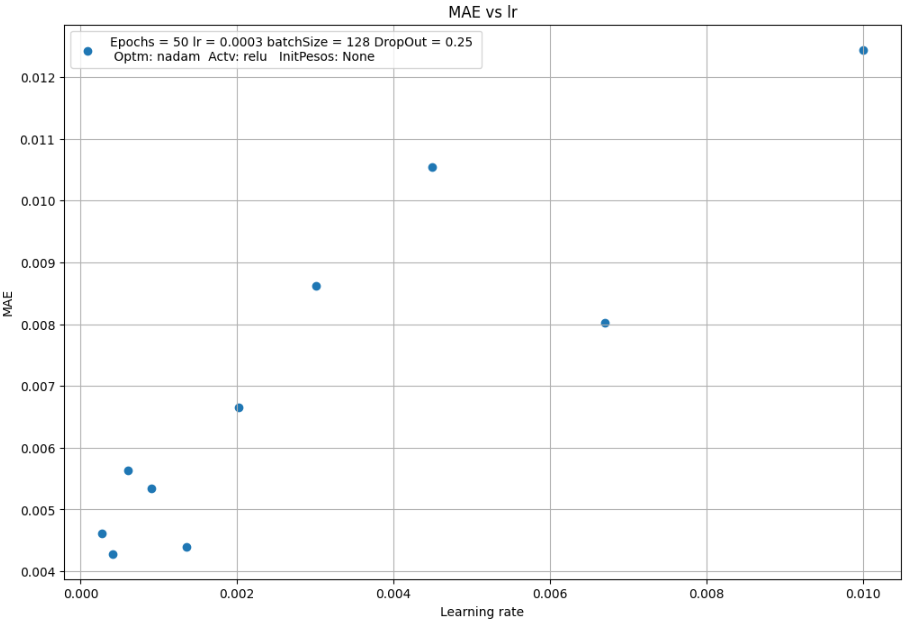 MAE vs lr
Epochs = 50 lr = 0.0003 batchSize = 128 DropOut = 0.25
Optm: nadam  Actv: relu   InitPesos: None
0.012
0.011
0.010
0.009
0.008
0.007
0.006
0.005
0.004
MAE
0.000 0.002 0.004 0.006 0.008 0.010
Learning rate